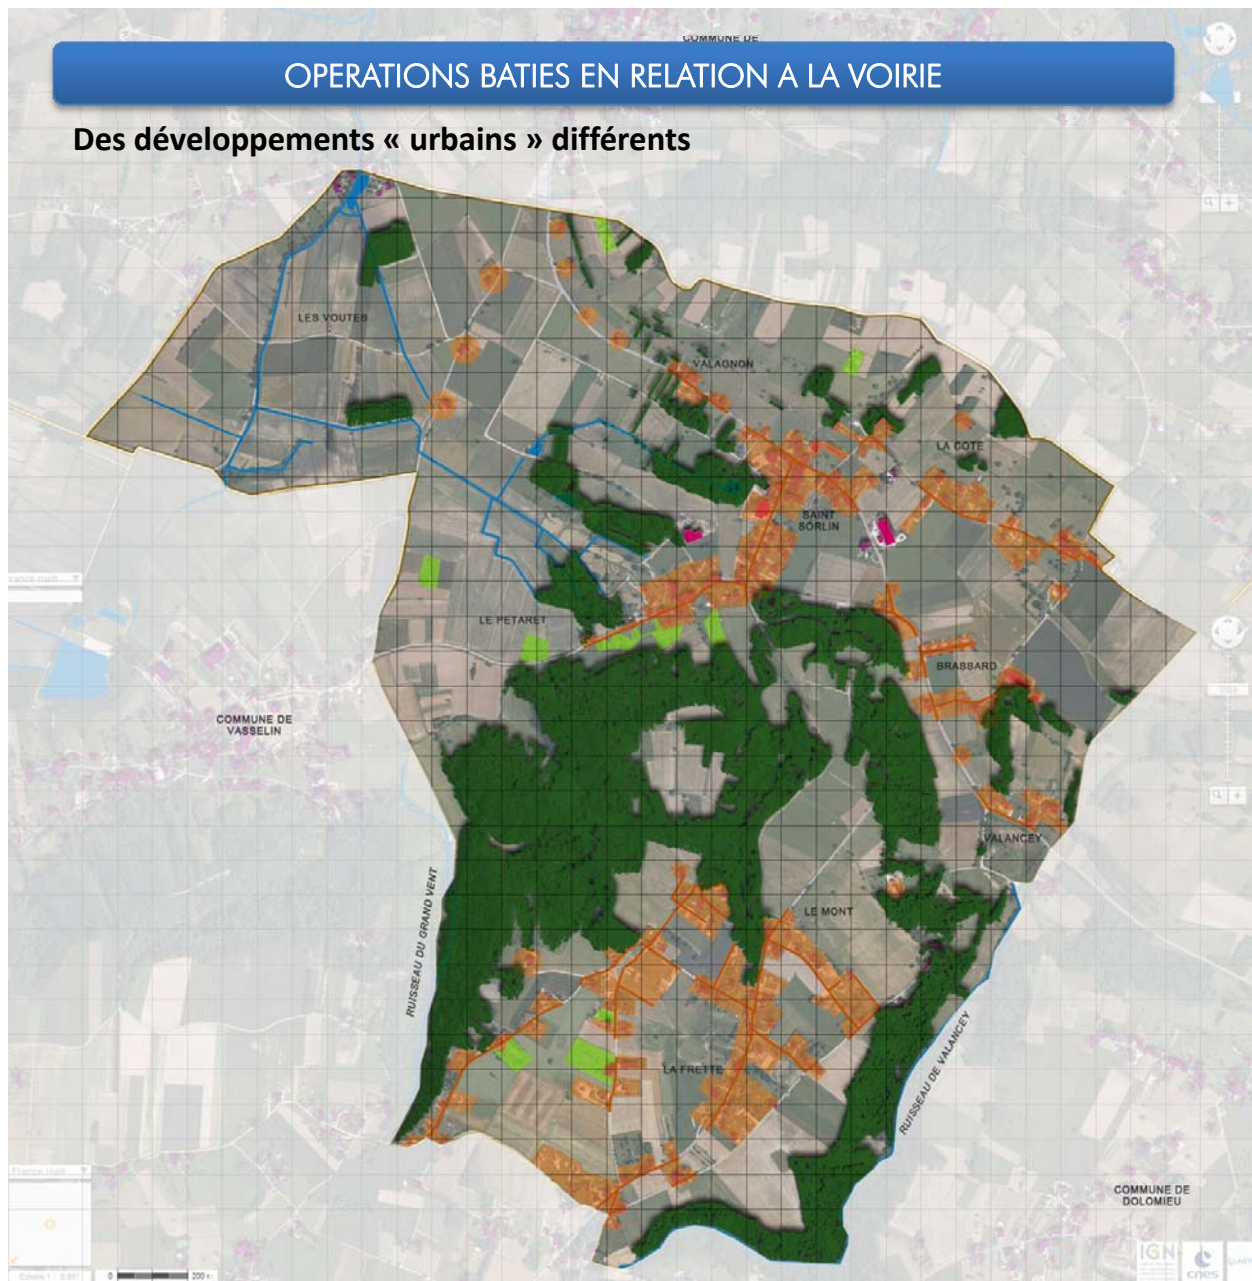 COMMUNE DE
OPERATIONS BATIES EN RELATION A LA VOIRIE
Des développements « urbains » différents
LES VOUTES
VALAGNON
LA COTE
SAINT
SORLIN
LE PETARET
BRASSARD
COMMUNE DE
VASSELIN
VALANCEY
LE MONT
RUISSEAU DU GRAND VENT
LA FRETTE
RUISSEAU DE VALANCEY
COMMUNE DE
DOLOMIEU
0 200 m
IGN
cnes